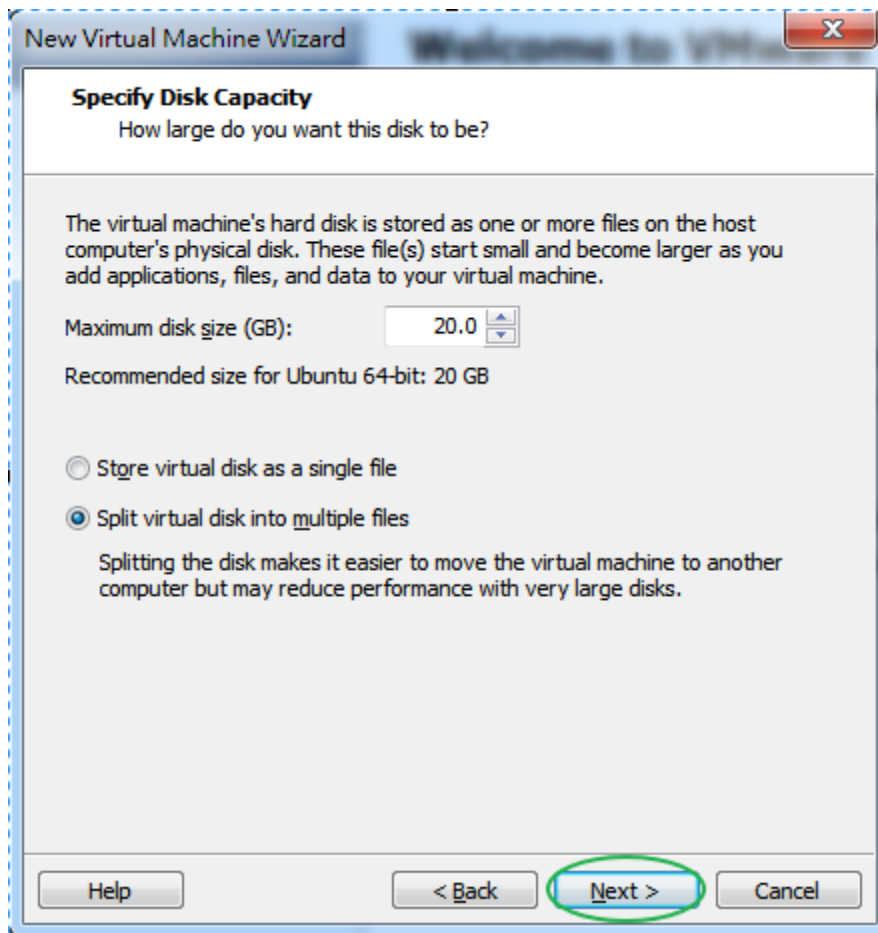 New Virtual Machine Wizard
Welcome to VMware
Specify Disk Capacity
How large do you want this disk to be?
The virtual machine's hard disk is stored as one or more files on the host
computer's physical disk. These file(s) start small and become larger as you
add applications, files, and data to your virtual machine.
Maximum disk size (GB): 20.0
Recommended size for Ubuntu 64-bit: 20 GB
Store virtual disk as a single file
Split virtual disk into multiple files
Splitting the disk makes it easier to move the virtual machine to another
computer but may reduce performance with very large disks.
Help < Back Next > Cancel